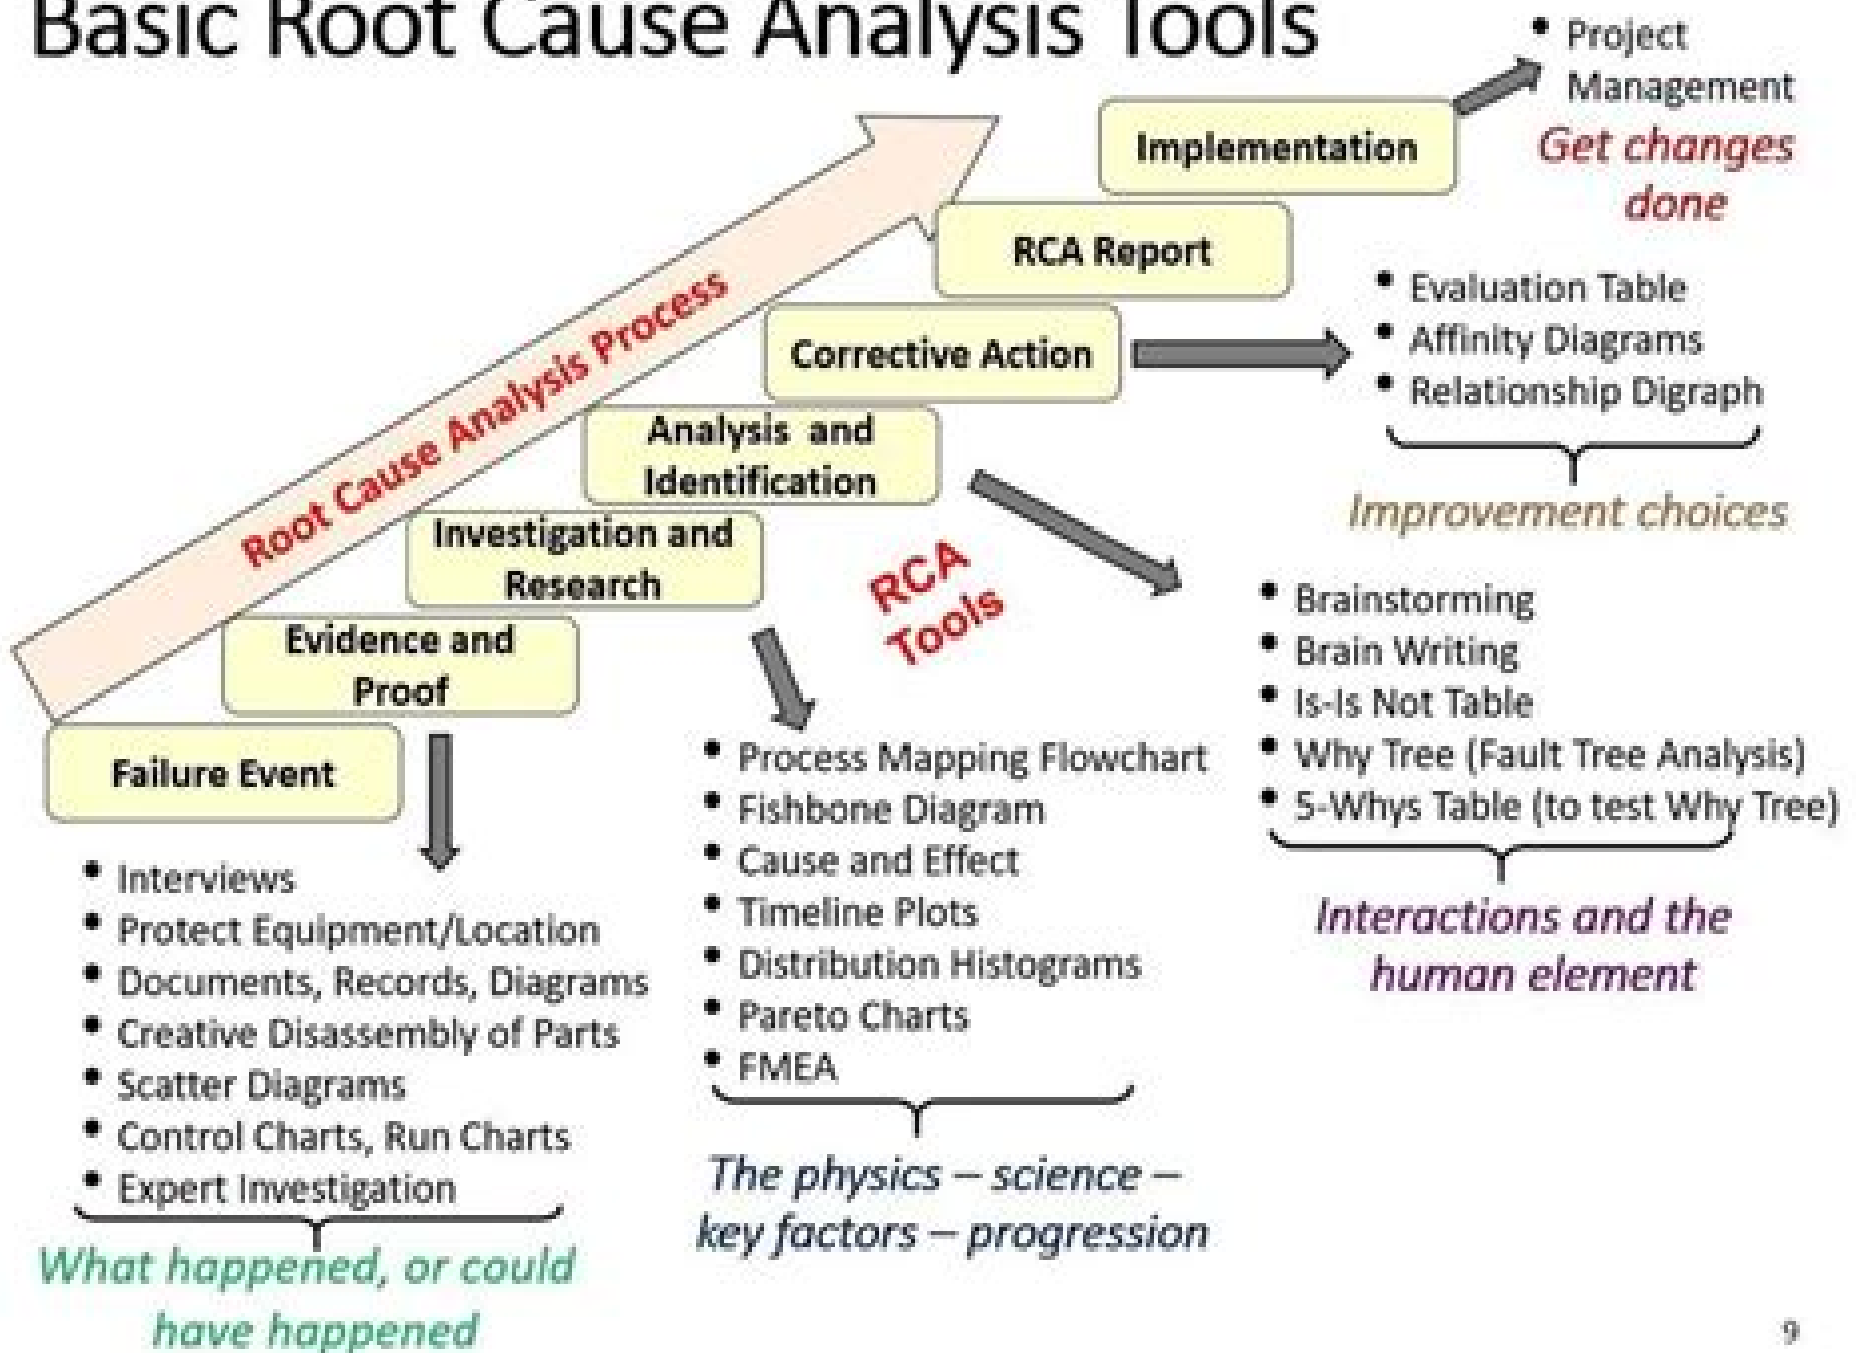 Basic Root Cause Analysis Tools
• Project
Management
Get changes
done
Implementation
RCA Report
Corrective Action
Analysis and
Identification
Investigation and
Research
Evidence and
Proof
Failure Event
Root Cause Analysis Process
RCA
Tools
• Evaluation Table
• Affinity Diagrams
• Relationship Digraph
Improvement choices
• Brainstorming
• Brain Writing
• Is-Is Not Table
• Why Tree (Fault Tree Analysis)
• 5-Whys Table (to test Why Tree)
Interactions and the
human element
• Process Mapping Flowchart
• Fishbone Diagram
• Cause and Effect
• Timeline Plots
• Distribution Histograms
• Pareto Charts
• FMEA
The physics – science –
key factors – progression
• Interviews
• Protect Equipment/Location
• Documents, Records, Diagrams
• Creative Disassembly of Parts
• Scatter Diagrams
• Control Charts, Run Charts
• Expert Investigation
What happened, or could
have happened
9